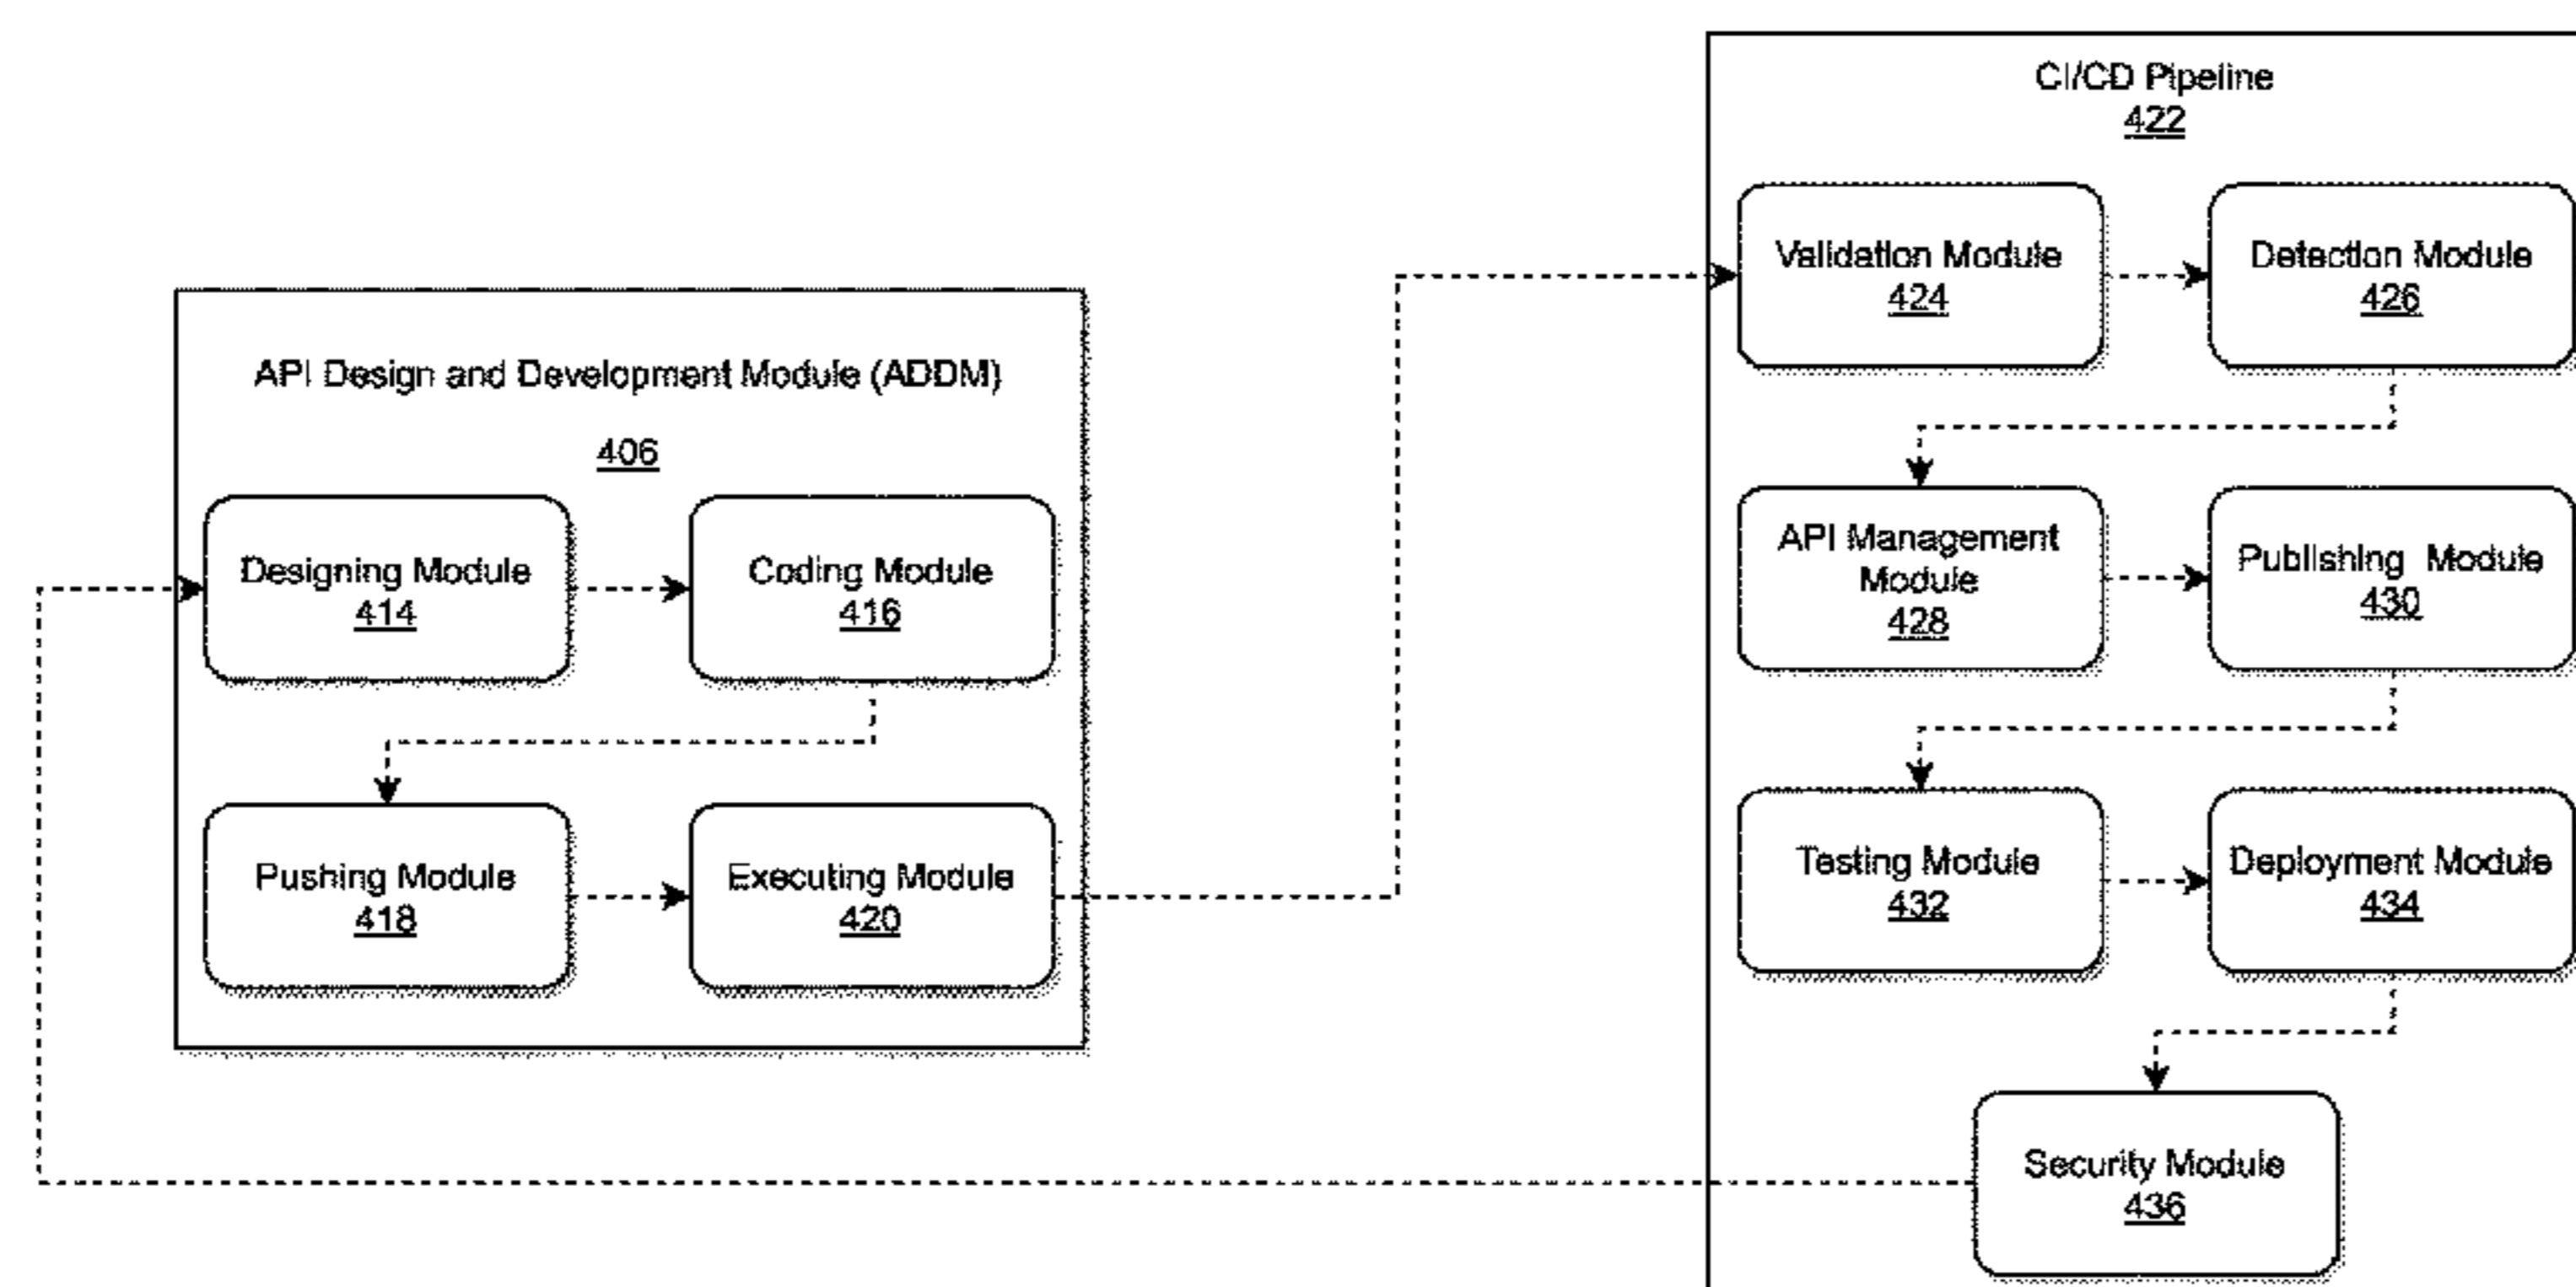 CI/CD Pipeline
422
Validation Module
424
Detection Module
426
API Design and Development Module (ADDM)
406
Designing Module
414
Coding Module
416
API Management
Module
428
Publishing Module
430
Pushing Module
418
Executing Module
420
Testing Module
432
Deployment Module
434
Security Module
436